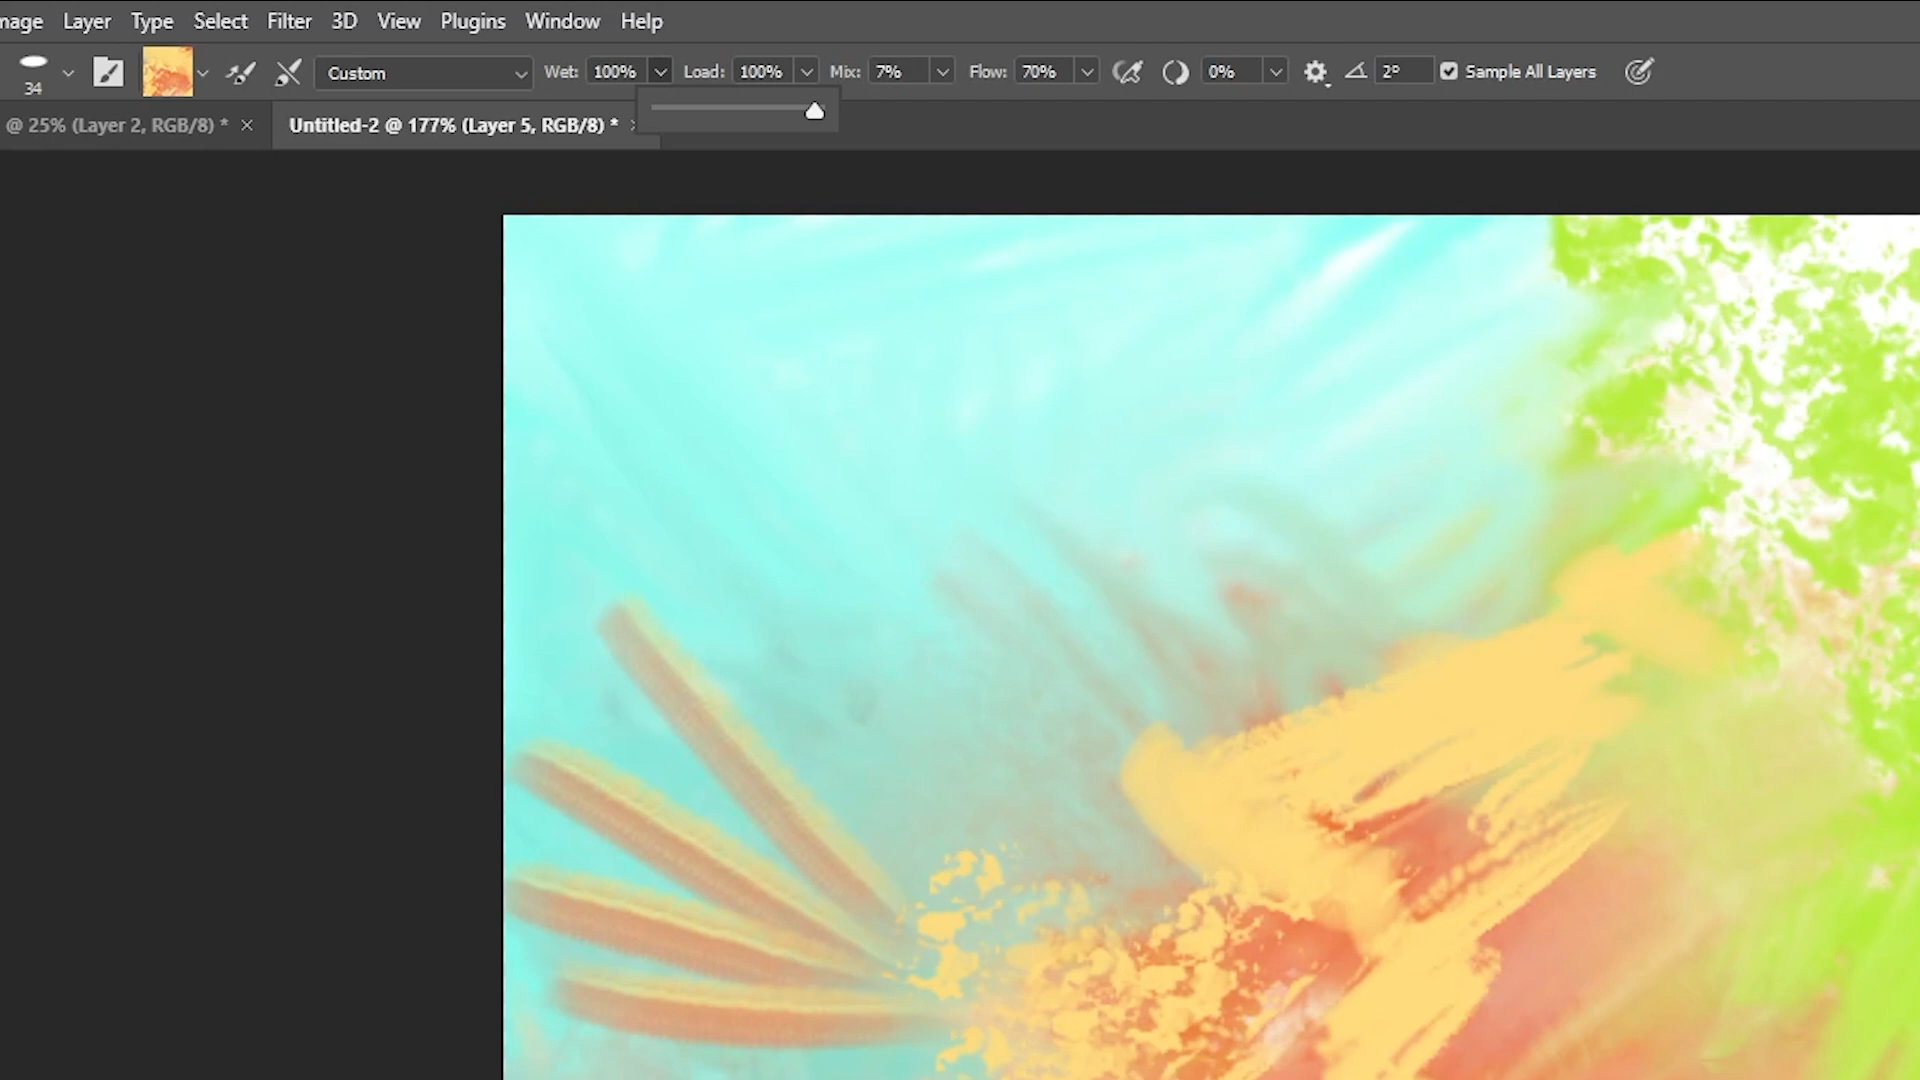 mage Layer Type Select Filter 3D View Plugins Window Help
34 Custom Wet: 100% Load: 100% Mix: 7% Flow: 70% 0% 2° Sample All Layers
@ 25% (Layer 2, RGB/8) * × Untitled-2 @ 177% (Layer 5, RGB/8) *